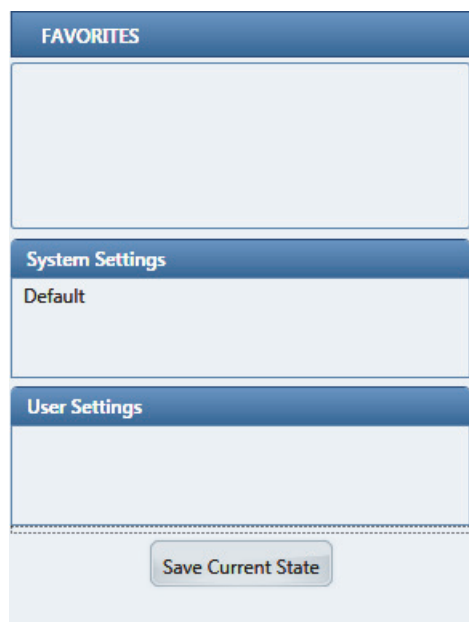 FAVORITES
System Settings
Default
User Settings
Save Current State